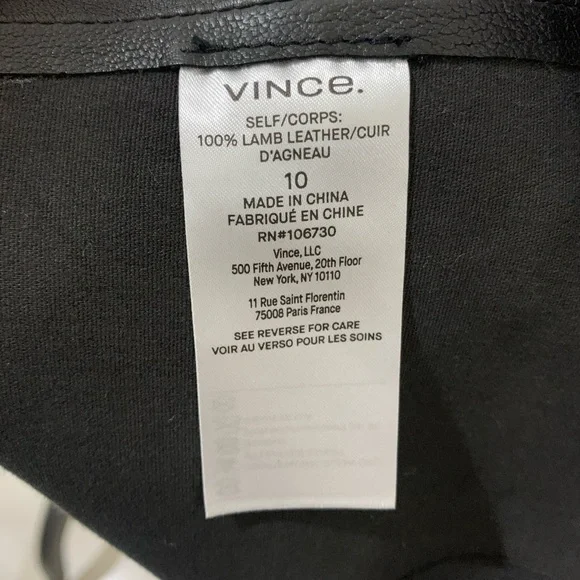 VINCE.
SELF/CORPS:
100% LAMB LEATHER/CUIR
D'AGNEAU
10
MADE IN CHINA
FABRIQUÉ EN CHINE
RN#106730
Vince, LLC
500 Fifth Avenue, 20th Floor
New York, NY 10110
11 Rue Saint Florentin
75008 Paris France
SEE REVERSE FOR CARE
VOIR AU VERSO POUR LES SOINS